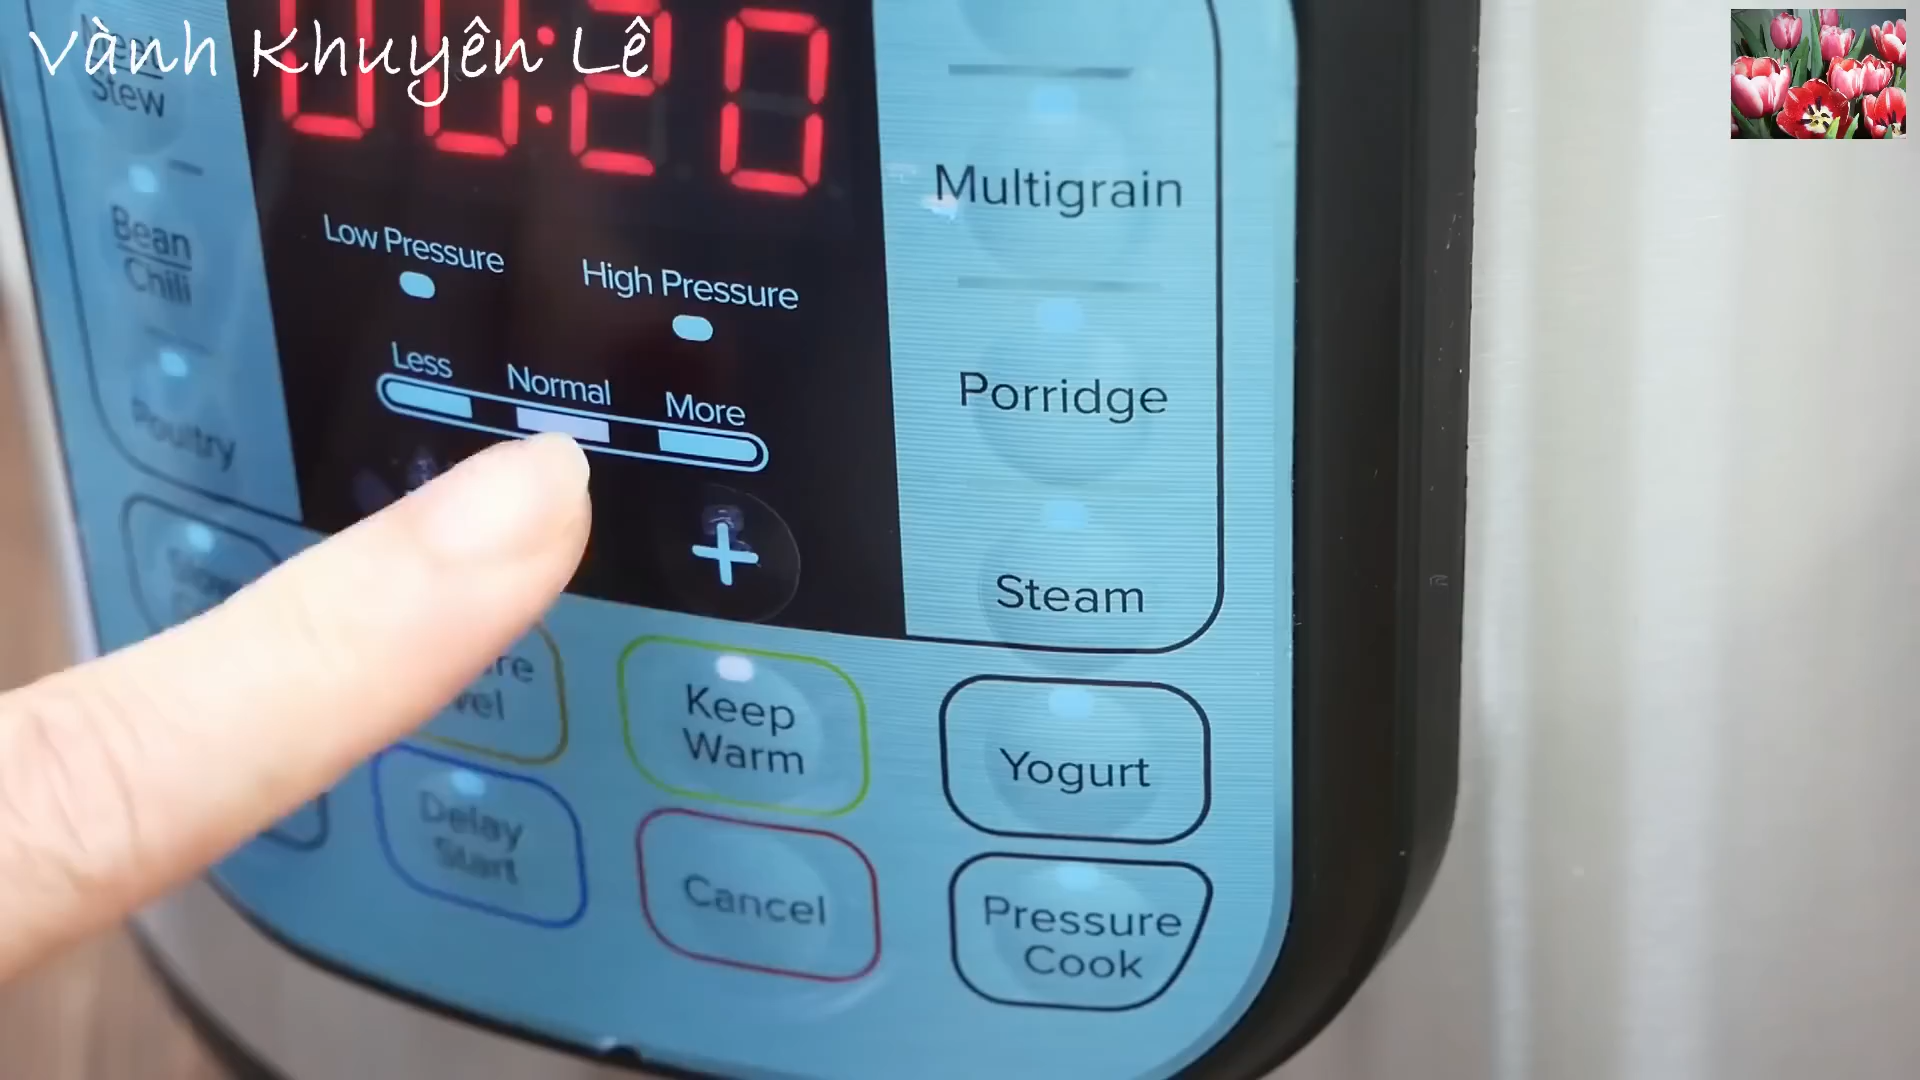 Vành Khuyên Lê
Stew
00:20
Bean
Chili
Poultry
Low Pressure
High Pressure
Less
Normal
More
+
Multigrain
Porridge
Steam
Keep
Warm
Yogurt
Delay
Start
Cancel
Pressure
Cook